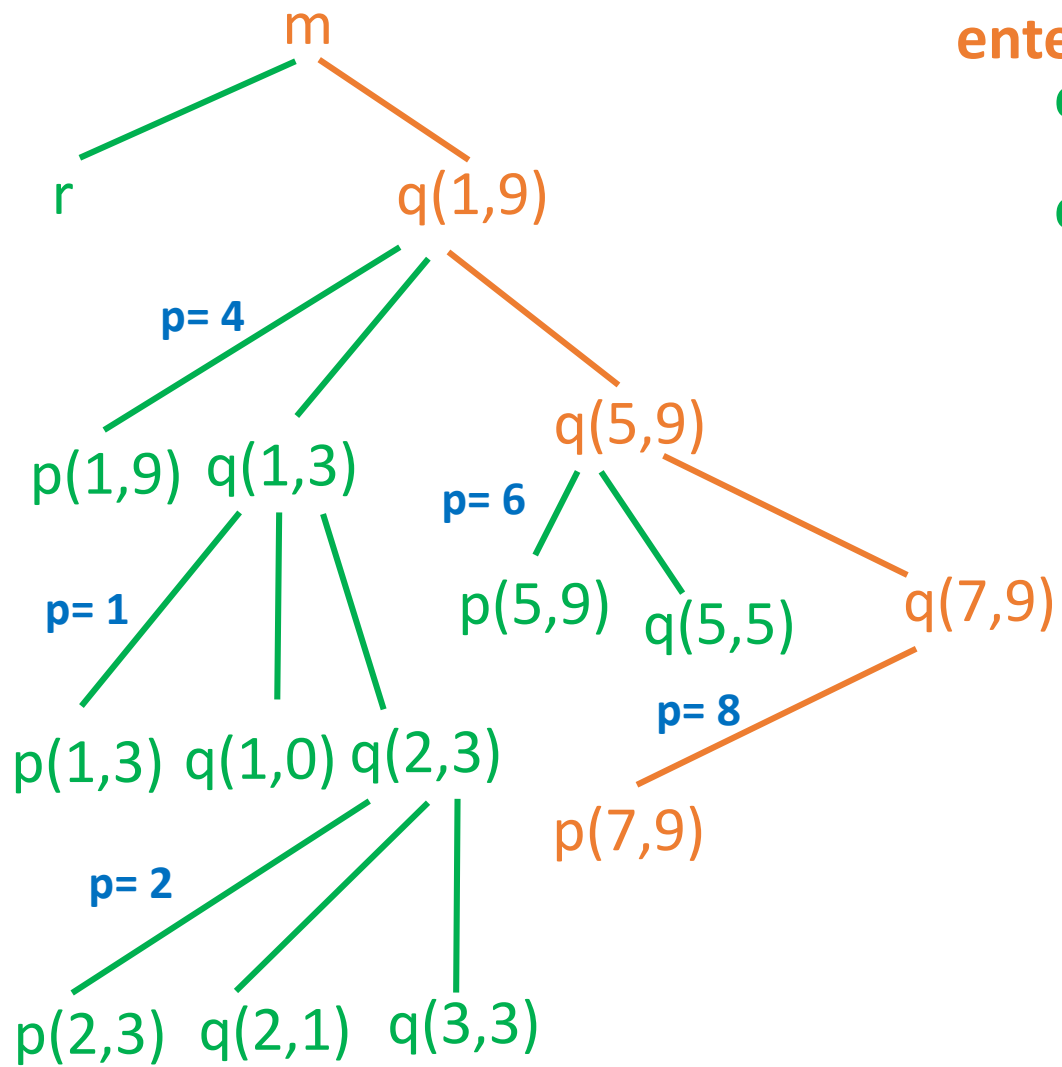 m
r
q(1,9)
p= 4
p(1,9) q(1,3)
q(5,9)
p= 6
p= 1
p(5,9) q(5,5)
q(7,9)
p= 8
p(1,3) q(1,0) q(2,3)
p(7,9)
p= 2
p(2,3) q(2,1) q(3,3)